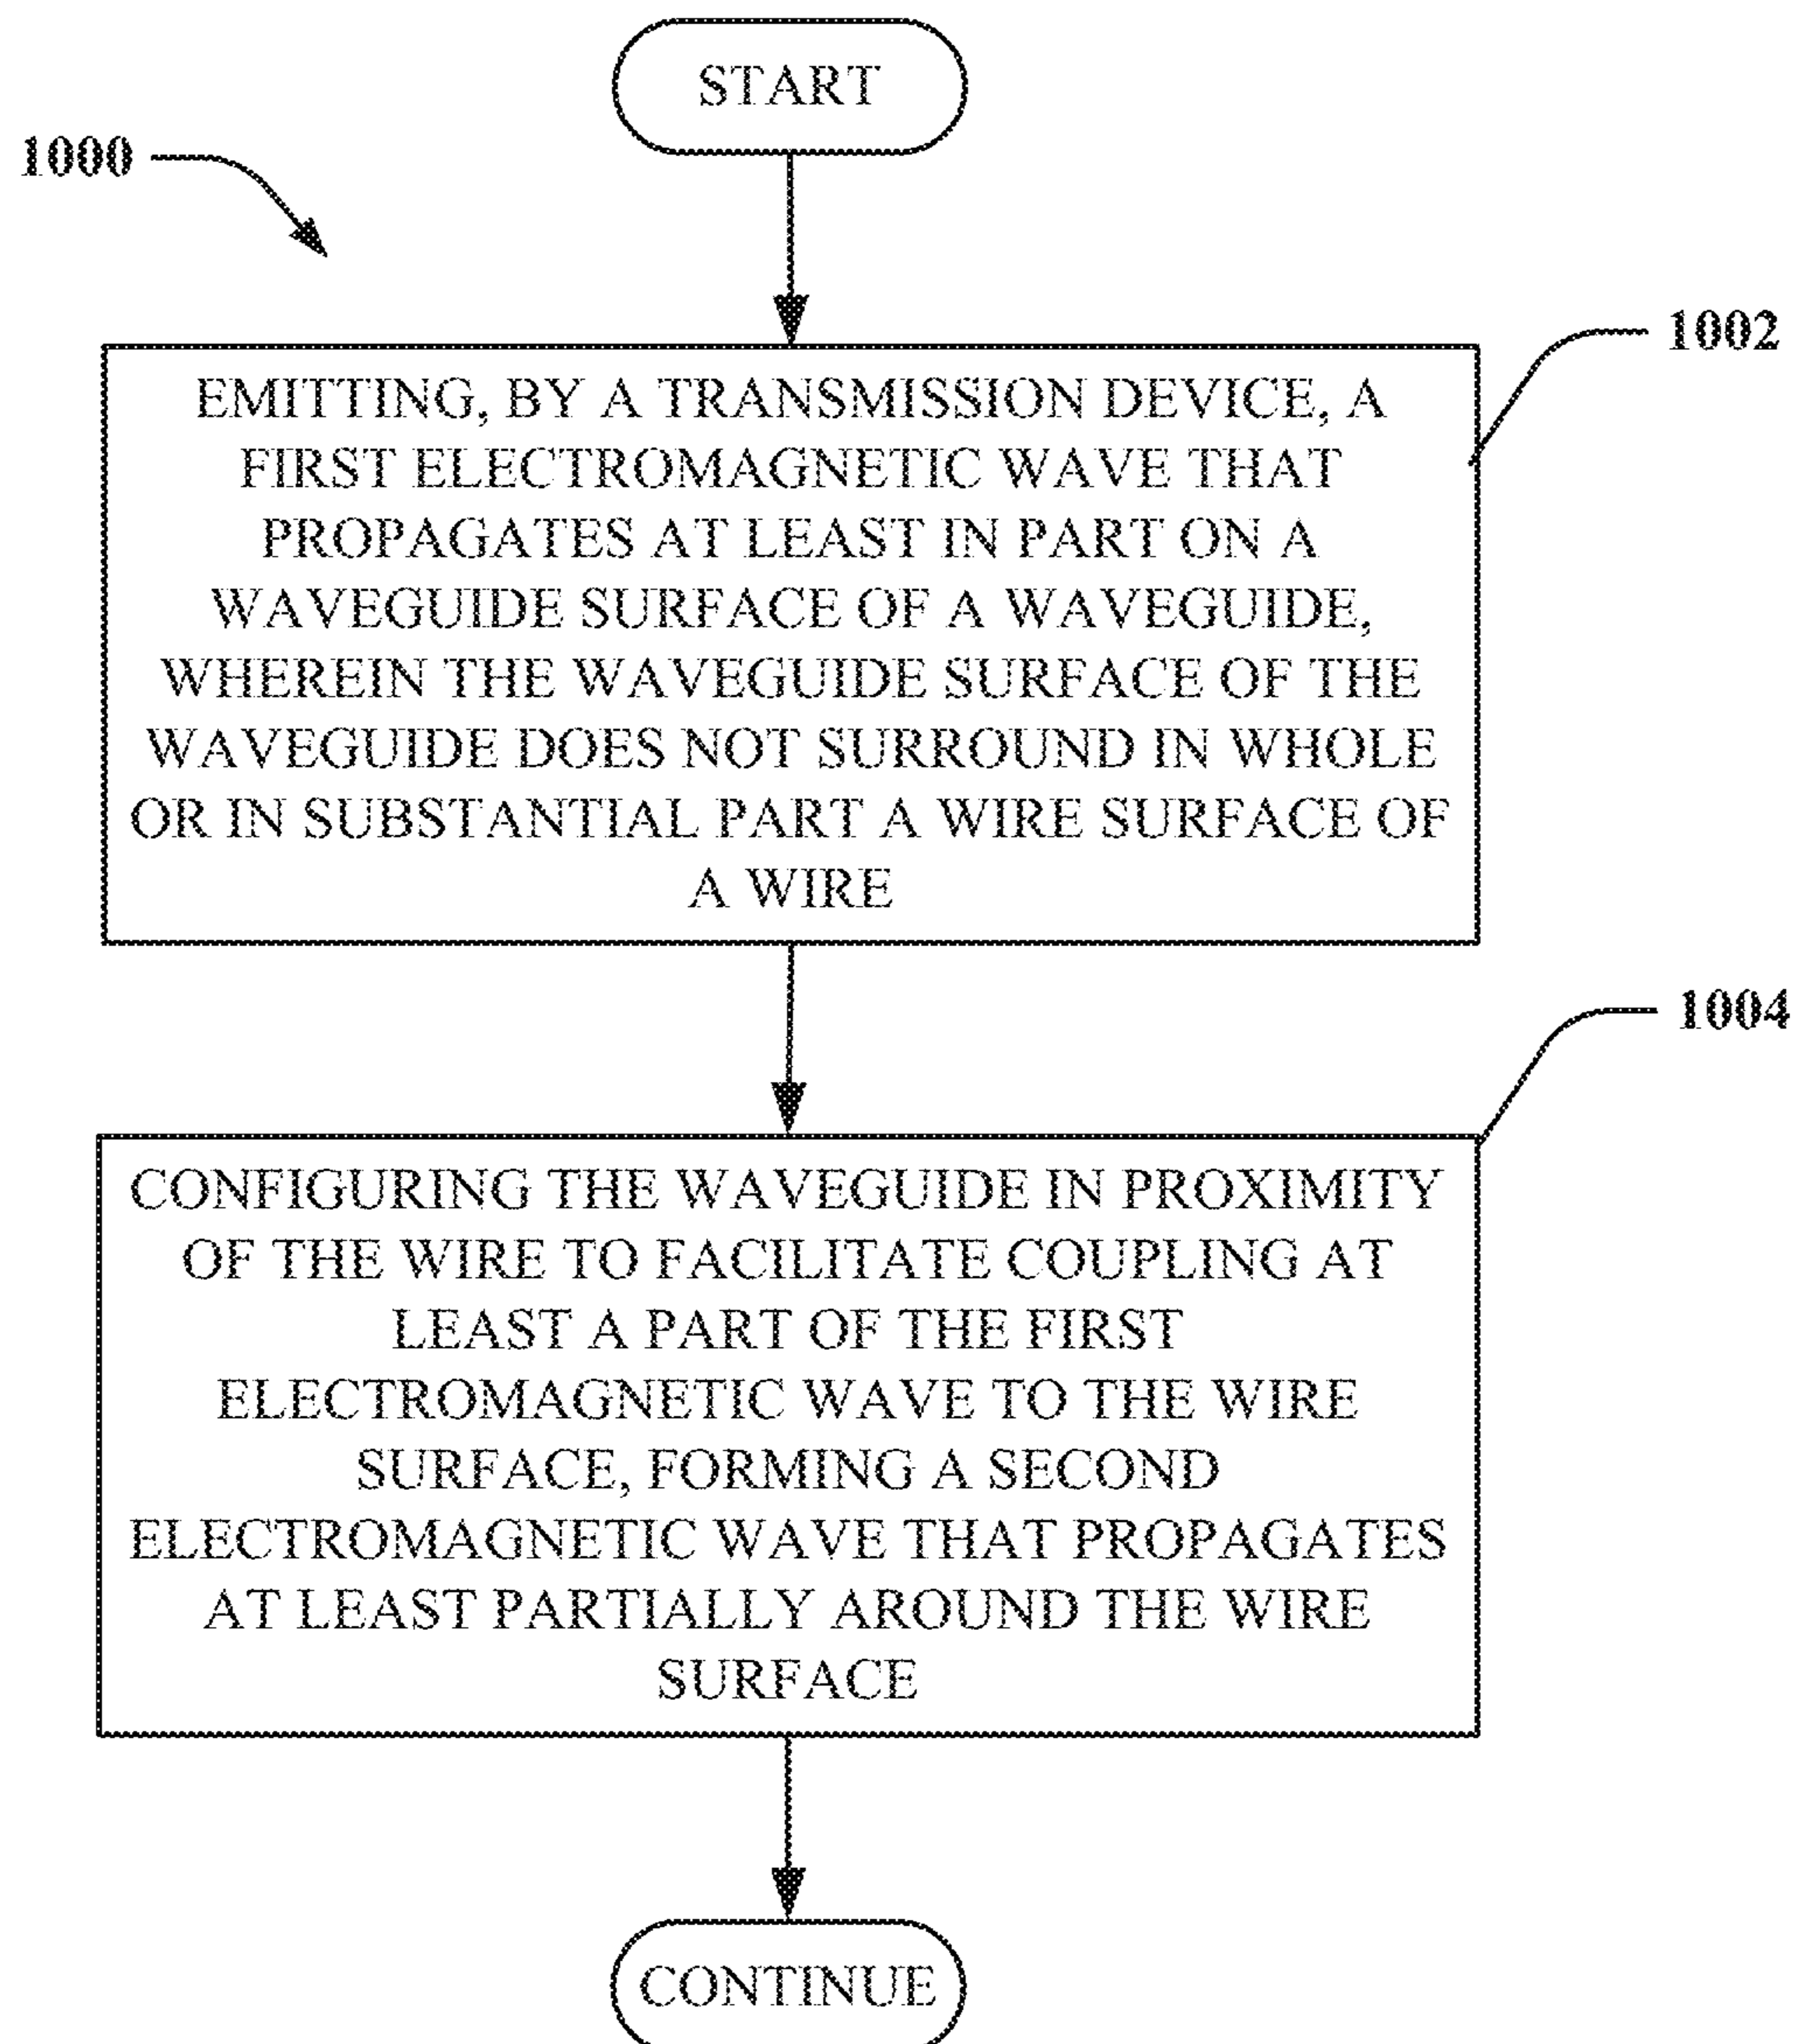 START
1000
1002
EMITTING, BY A TRANSMISSION DEVICE, A
FIRST ELECTROMAGNETIC WAVE THAT
PROPAGATES AT LEAST IN PART ON A
WAVEGUIDE SURFACE OF A WAVEGUIDE,
WHEREIN THE WAVEGUIDE SURFACE OF THE
WAVEGUIDE DOES NOT SURROUND IN WHOLE
OR IN SUBSTANTIAL PART A WIRE SURFACE OF
A WIRE
1004
CONFIGURING THE WAVEGUIDE IN PROXIMITY
OF THE WIRE TO FACILITATE COUPLING AT
LEAST A PART OF THE FIRST
ELECTROMAGNETIC WAVE TO THE WIRE
SURFACE, FORMING A SECOND
ELECTROMAGNETIC WAVE THAT PROPAGATES
AT LEAST PARTIALLY AROUND THE WIRE
SURFACE
CONTINUE